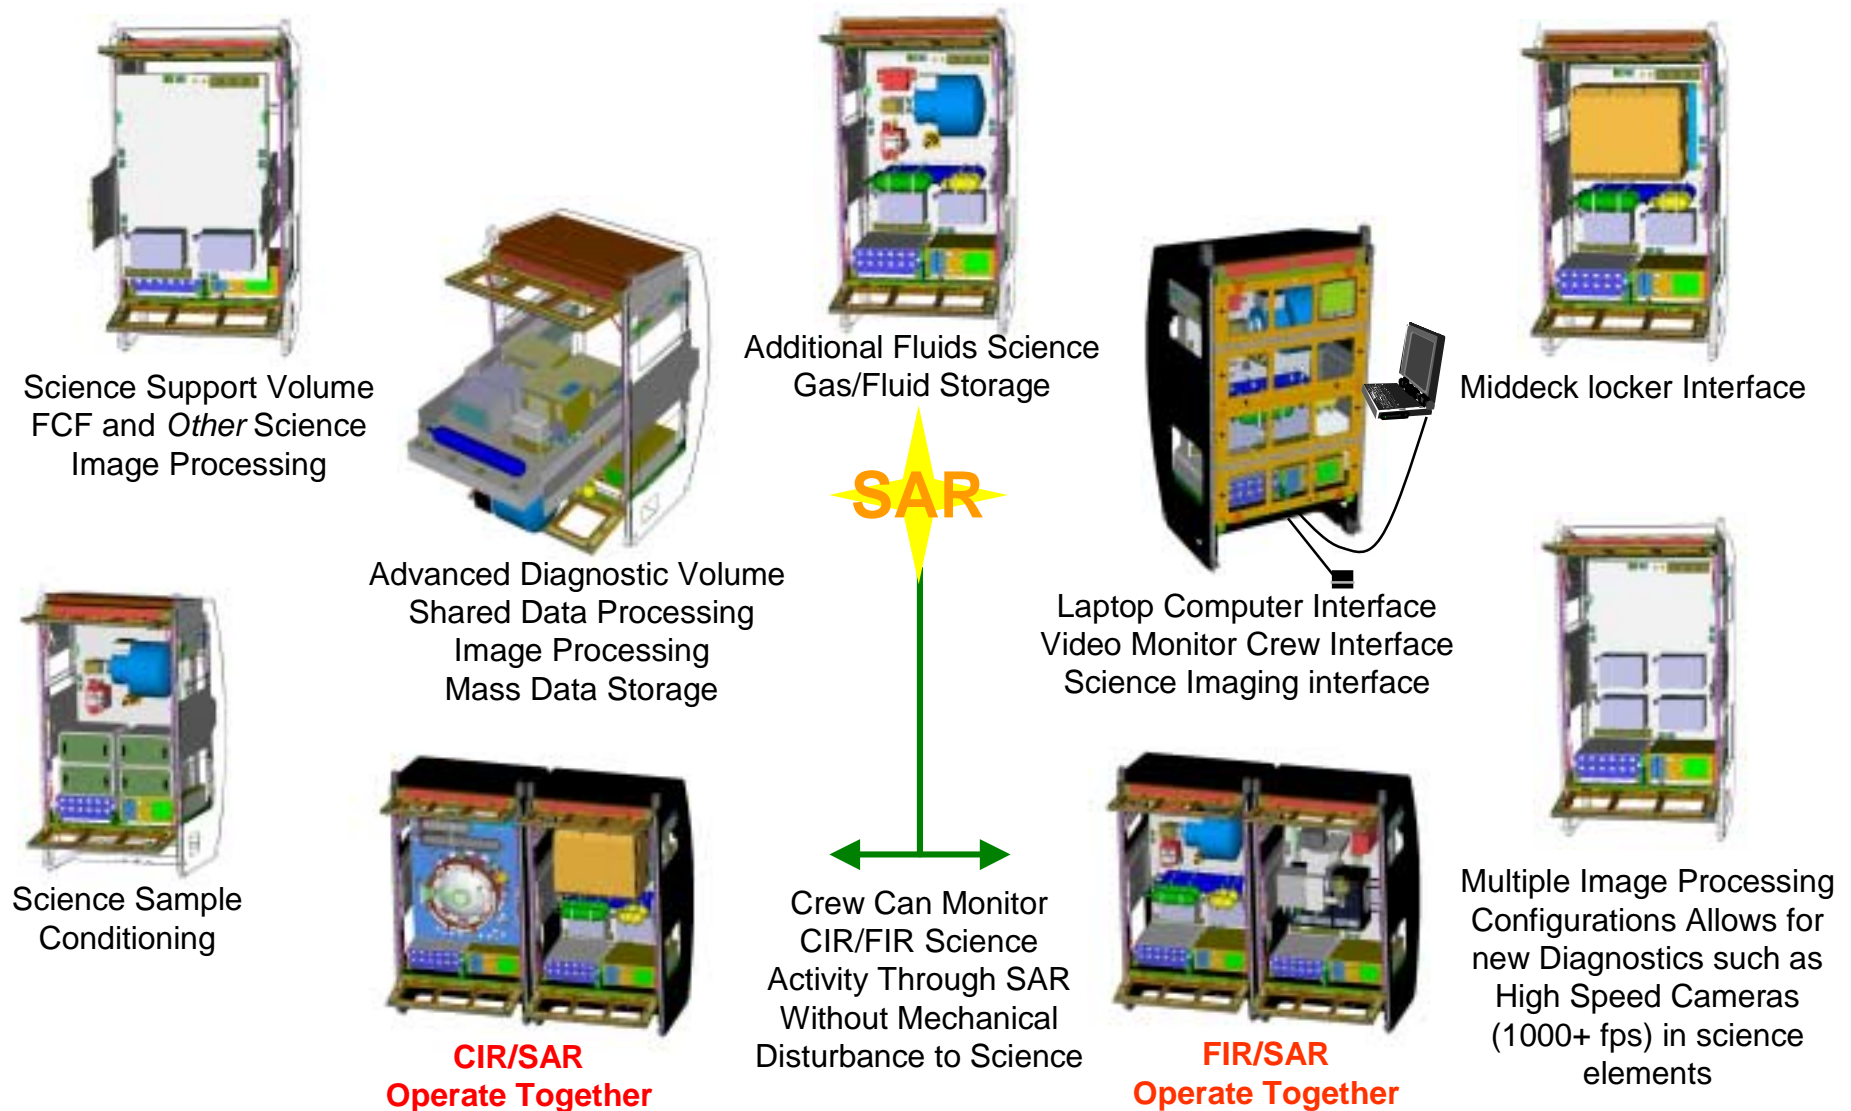 Science Support Volume
FCF and Other Science
Image Processing
Additional Fluids Science
Gas/Fluid Storage
Middeck locker Interface
SAR
Advanced Diagnostic Volume
Shared Data Processing
Image Processing
Mass Data Storage
Laptop Computer Interface
Video Monitor Crew Interface
Science Imaging interface
Science Sample
Conditioning
Crew Can Monitor
CIR/FIR Science
Activity Through SAR
Without Mechanical
Disturbance to Science
Multiple Image Processing
Configurations Allows for
new Diagnostics such as
High Speed Cameras
(1000+ fps) in science
elements
CIR/SAR
Operate Together
FIR/SAR
Operate Together